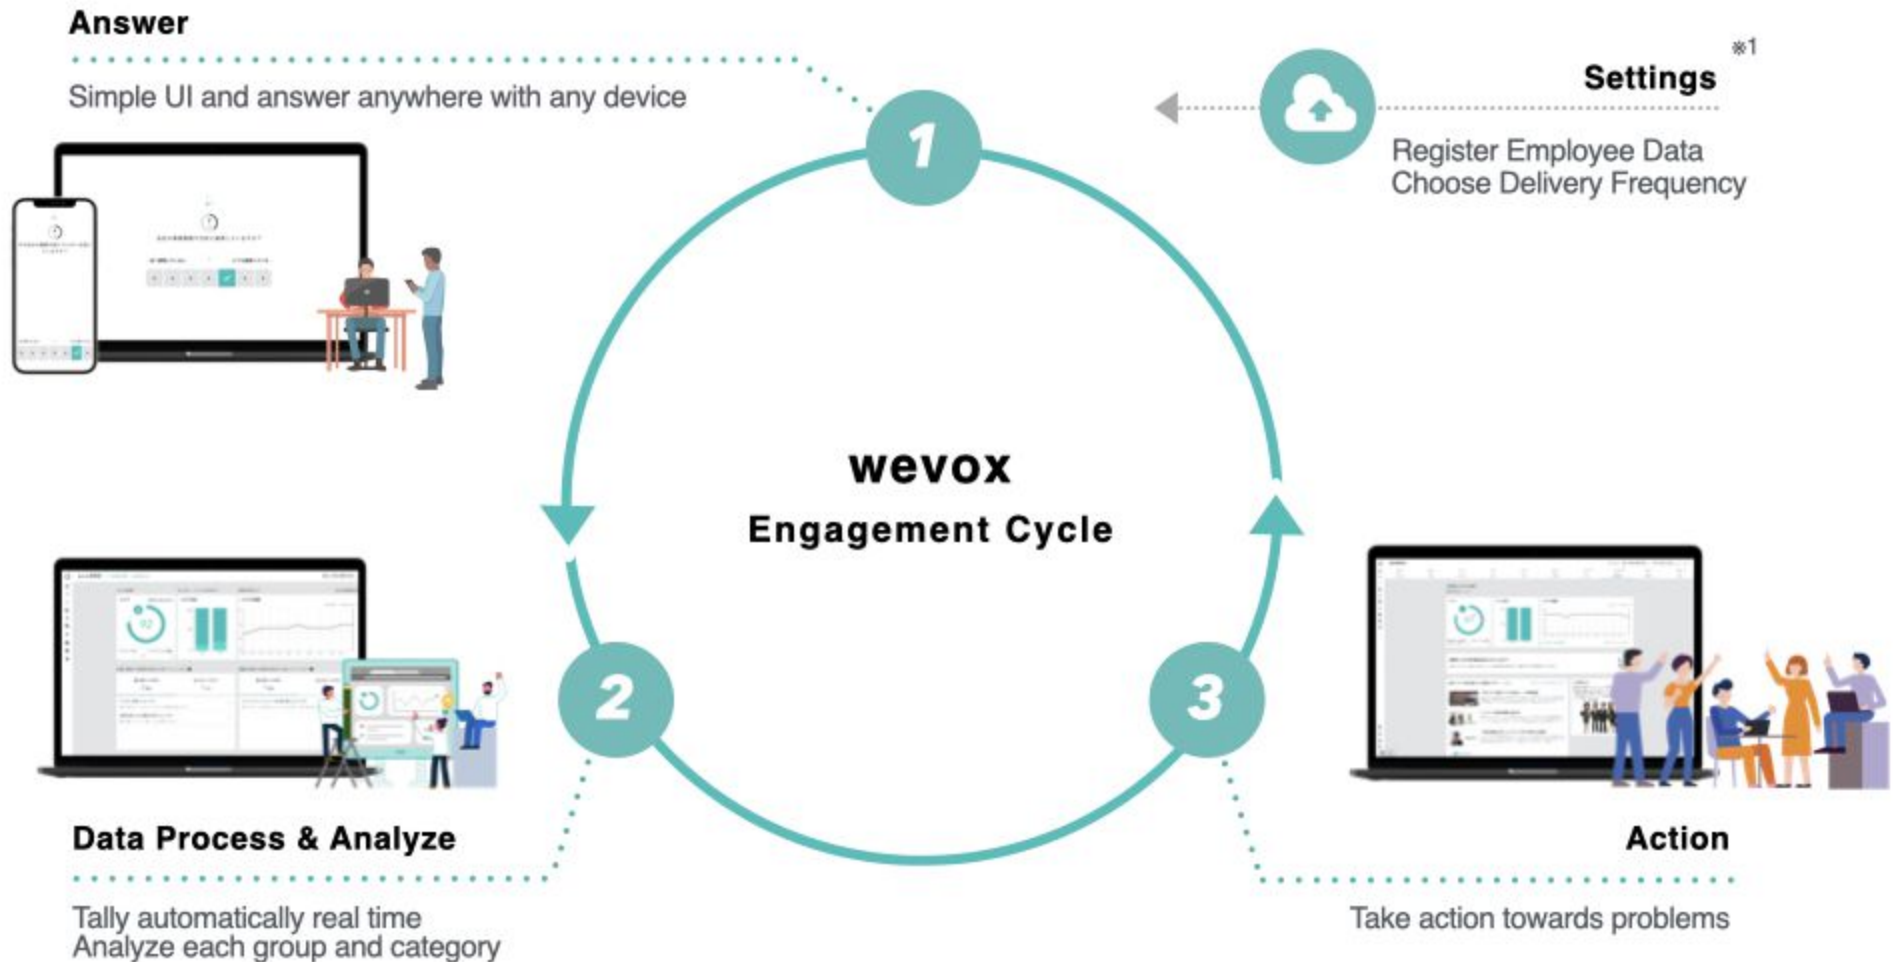 Answer
Simple UI and answer anywhere with any device
※1
Settings
Register Employee Data
Choose Delivery Frequency
1
wevox
Engagement Cycle
2
3
92
Data Process & Analyze
Tally automatically real time
Analyze each group and category
Action
Take action towards problems